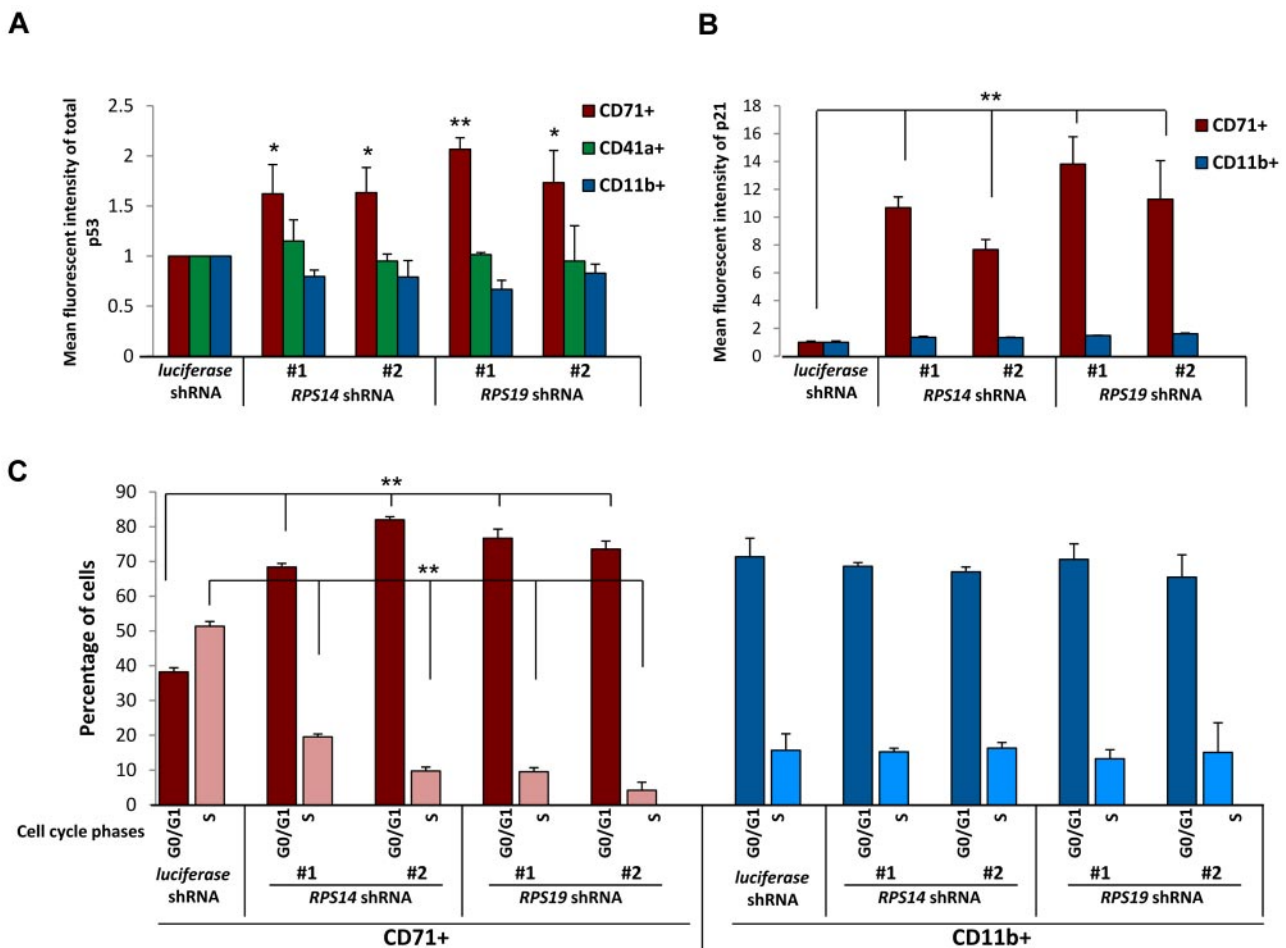 A
Mean fluorescent intensity of total
p53
2.5
2
1.5
1
0.5
0
* * ** *
CD71+
CD41a+
CD11b+
luciferase #1 #2 #1 #2
shRNA RPS14 shRNA RPS19 shRNA
B
Mean fluorescent intensity of p21
18
16
14
12
10
8
6
4
2
0
**
CD71+
CD11b+
luciferase #1 #2 #1 #2
shRNA RPS14 shRNA RPS19 shRNA
C
Percentage of cells
90
80
70
60
50
40
30
20
10
0
**
**
Cell cycle phases G0/G1 S G0/G1 S G0/G1 S G0/G1 S G0/G1 S G0/G1 S G0/G1 S G0/G1 S G0/G1 S G0/G1 S
luciferase #1 #2 #1 #2 luciferase #1 #2 #1 #2
shRNA RPS14 shRNA RPS19 shRNA shRNA RPS14 shRNA RPS19 shRNA
CD71+ CD11b+